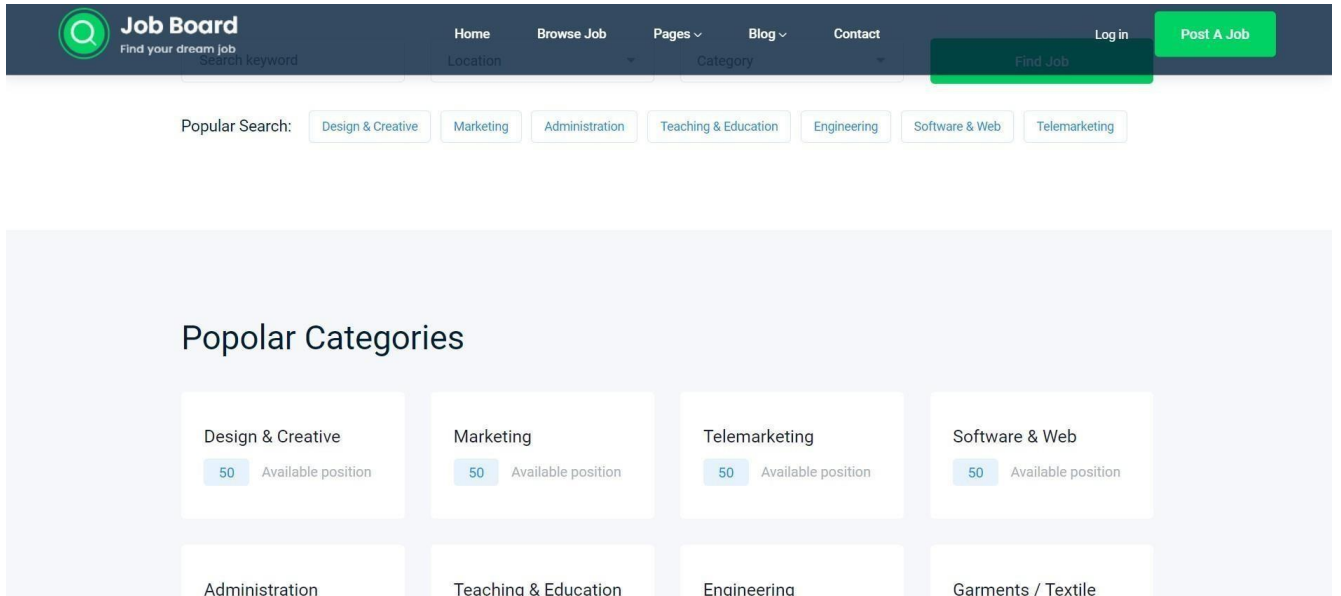 Job Board
Find your dream job
Home Browse Job Pages Blog Contact Log in Post A Job
Search keyword Location Category Find Job
Popular Search: Design & Creative Marketing Administration Teaching & Education Engineering Software & Web Telemarketing
Popolar Categories
Design & Creative Marketing Telemarketing Software & Web
50 Available position 50 Available position 50 Available position 50 Available position
Administration Teaching & Education Engineering Garments / Textile